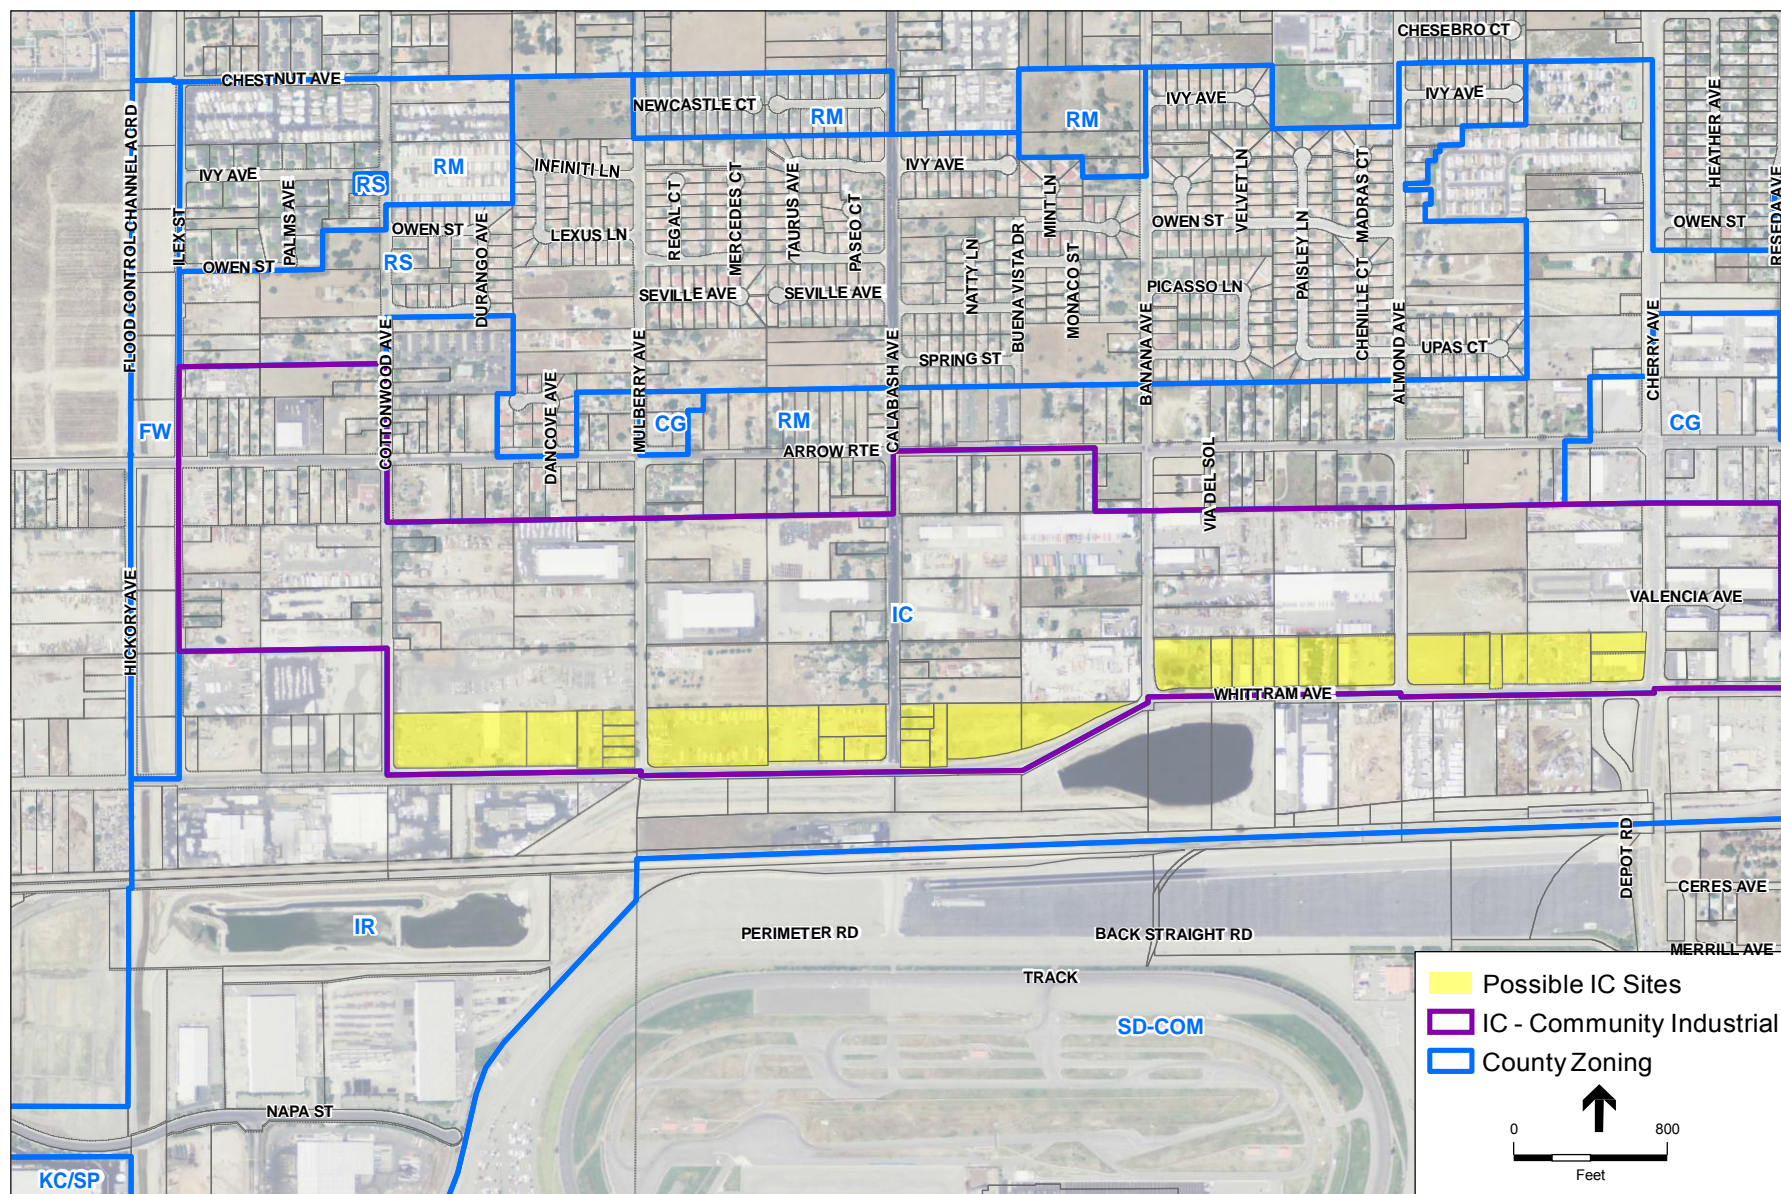 CHESEBRO CT
CHESTNUT AVE
NEWCASTLE CT
RM
RM
IVY AVE
IVY AVE
HEATHER AVE
FLOOD CONTROL CHANNEL ACRD
IVY AVE
RS
RM
INFINITI LN
IVY AVE
PALMS AVE
ILEX ST
OWEN ST
OWEN ST
DURANGO AVE
LEXUS LN
REGAL CT
MERCEDES CT
TAURUS AVE
PASEO CT
MINT LN
OWEN ST
VELVET LN
PAISLEY LN
MADRAS CT
OWEN ST
RESEDA AVE
RS
SEVILLE AVE
SEVILLE AVE
NATTY LN
BUENA VISTA DR
MONACO ST
PICASSO LN
CHENILLE CT
COTTONWOOD AVE
MULBERRY AVE
CALABASH AVE
SPRING ST
BANANA AVE
ALMOND AVE
UPAS CT
CHERRY AVE
FW
DANCOVE AVE
CG
RM
ARROW RTE
VIA DEL SOL
CG
HICKORY AVE
IC
VALENCIA AVE
WHITTRAM AVE
DEPOT RD
CERES AVE
IR
PERIMETER RD
BACK STRAIGHT RD
MERRILL AVE
TRACK
SD-COM
NAPA ST
KC/SP
Possible IC Sites
IC - Community Industrial
County Zoning
0 800
Feet